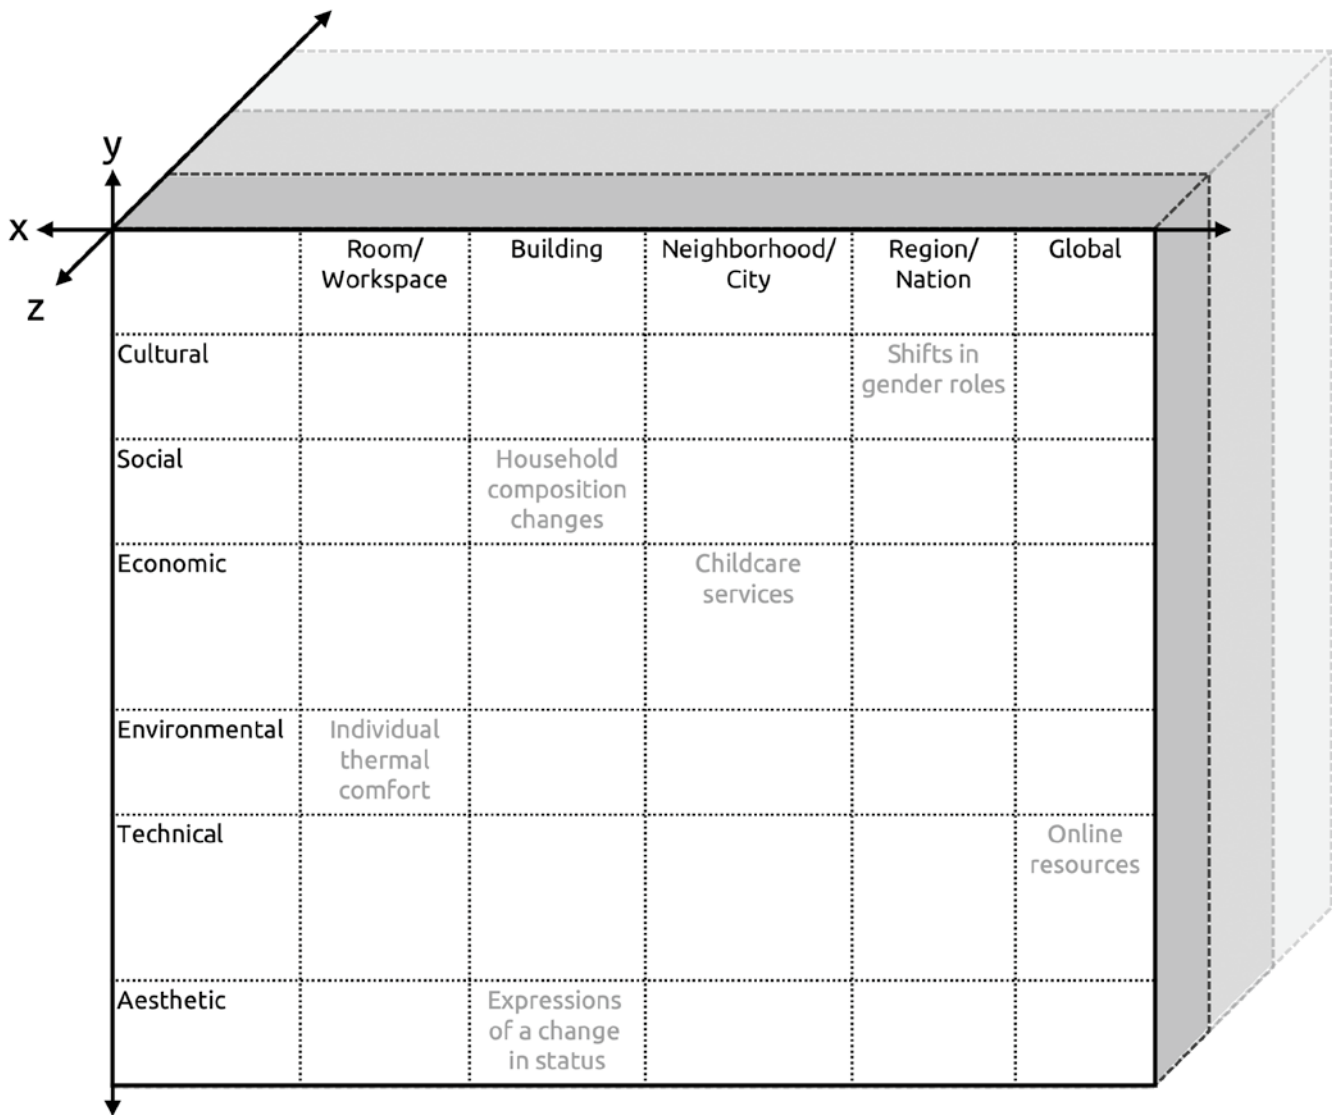 y
x
z
Room/
Workspace
Building
Neighborhood/
City
Region/
Nation
Global
Cultural
Shifts in
gender roles
Social
Household
composition
changes
Economic
Childcare
services
Environmental
Individual
thermal
comfort
Technical
Online
resources
Aesthetic
Expressions
of a change
in status